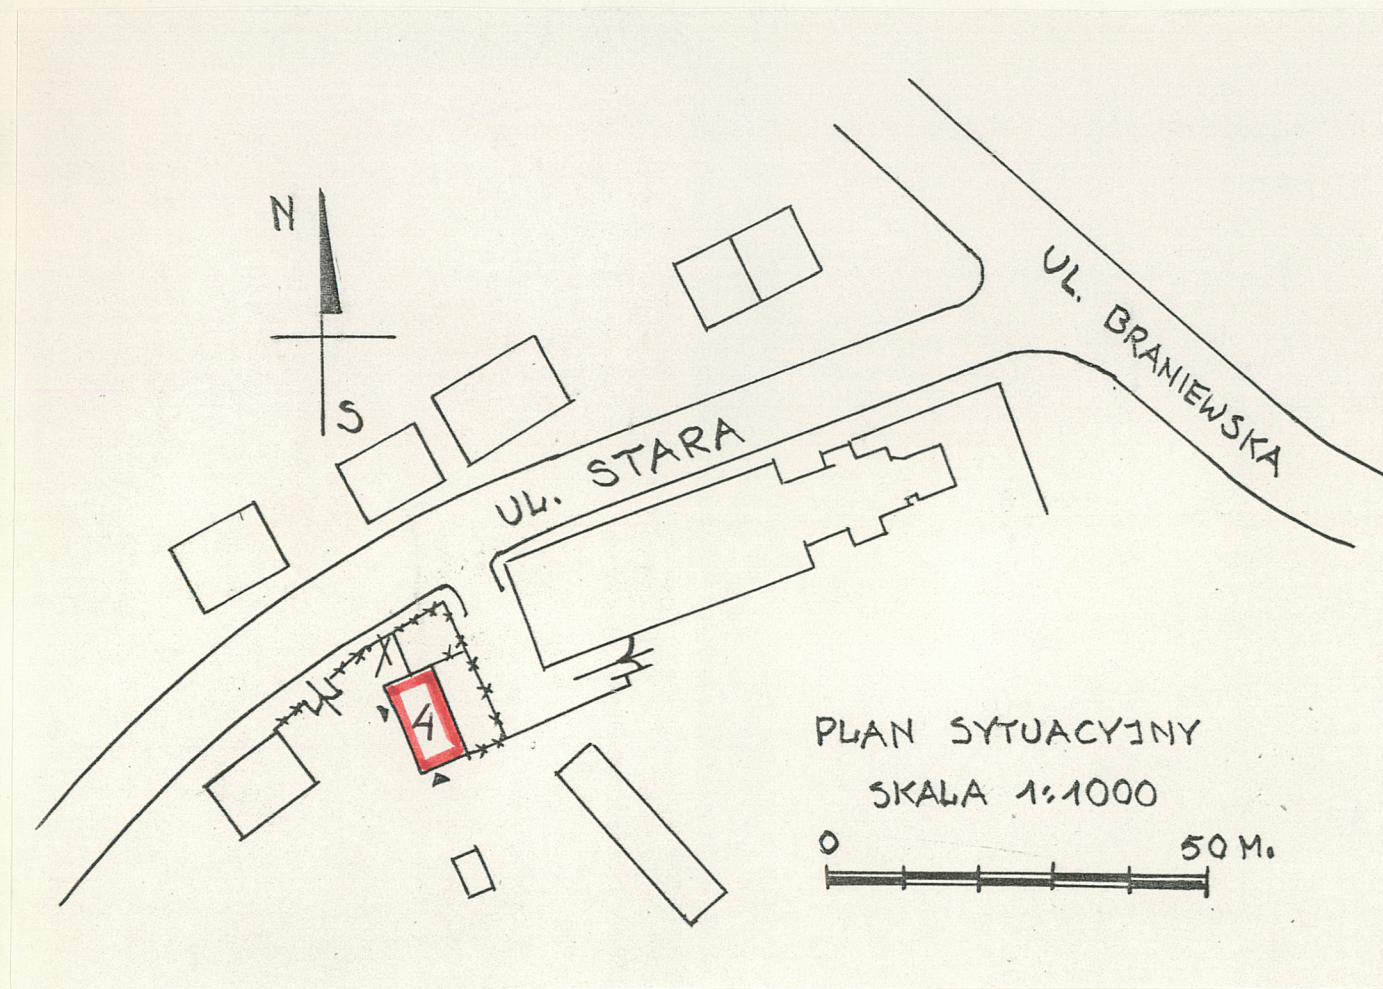 N
S
UL. STARA
UL. BRANIEWSKA
4
PLAN SYTUACYJNY
SKALA 1:1000
0 50 M.